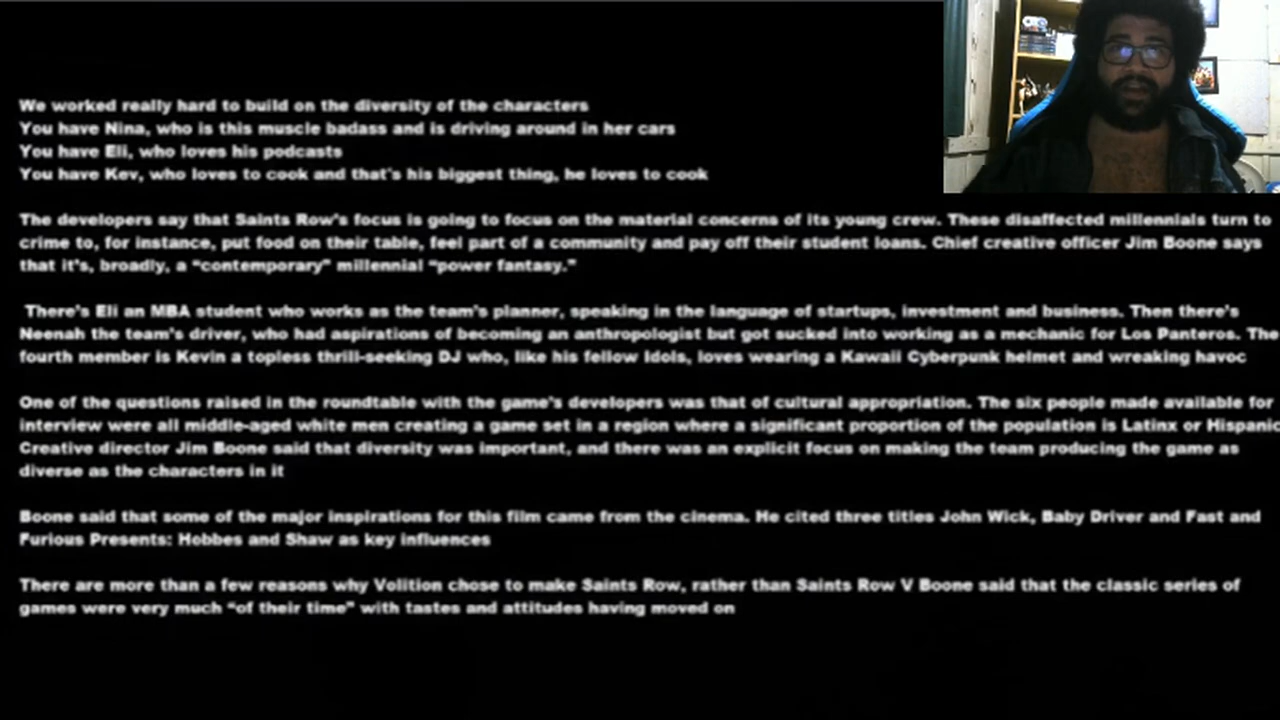 We worked really hard to build on the diversity of the characters
You have Nina, who is this muscle badass and is driving around in her cars
You have Eli, who loves his podcasts
You have Kev, who loves to cook and that's his biggest thing, he loves to cook
The developers say that Saints Row's focus is going to focus on the material concerns of its young crew. These disaffected millennials turn to
crime to, for instance, put food on their table, feel part of a community and pay off their student loans. Chief creative officer Jim Boone says
that it's, broadly, a "contemporary" millennial "power fantasy."
There's Eli an MBA student who works as the team's planner, speaking in the language of startups, investment and business. Then there's
Neenah the team's driver, who had aspirations of becoming an anthropologist but got sucked into working as a mechanic for Los Panteros. The
fourth member is Kevin a topless thrill-seeking DJ who, like his fellow Idols, loves wearing a Kawaii Cyberpunk helmet and wreaking havoc
One of the questions raised in the roundtable with the game's developers was that of cultural appropriation. The six people made available for
interview were all middle-aged white men creating a game set in a region where a significant proportion of the population is Latinx or Hispanic
Creative director Jim Boone said that diversity was important, and there was an explicit focus on making the team producing the game as
diverse as the characters in it
Boone said that some of the major inspirations for this film came from the cinema. He cited three titles John Wick, Baby Driver and Fast and
Furious Presents: Hobbes and Shaw as key influences
There are more than a few reasons why Volition chose to make Saints Row, rather than Saints Row V Boone said that the classic series of
games were very much "of their time" with tastes and attitudes having moved on